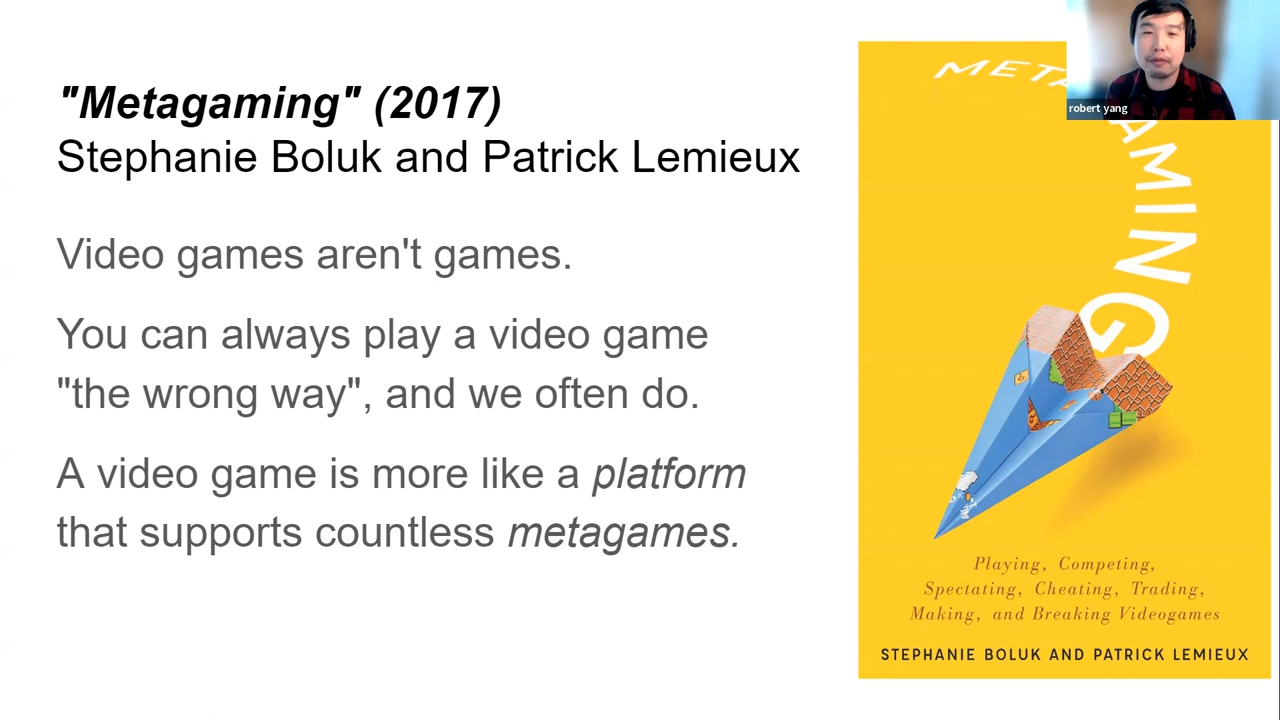 "Metagaming" (2017)
Stephanie Boluk and Patrick Lemieux
Video games aren't games.
You can always play a video game
"the wrong way", and we often do.
A video game is more like a platform
that supports countless metagames.
robert yang
META
AMING
Playing, Competing,
Spectating, Cheating, Trading,
Making, and Breaking Videogames
STEPHANIE BOLUK AND PATRICK LEMIEUX